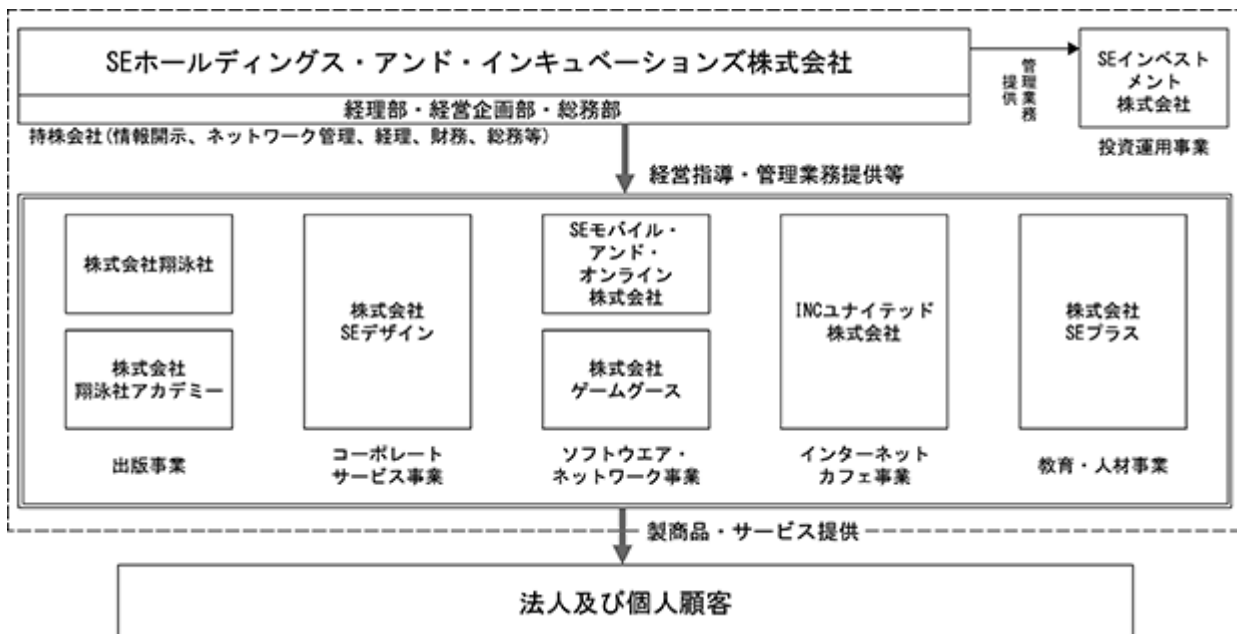 SEホールディングス・アンド・インキュベーションズ株式会社
経理部・経営企画部・総務部
持株会社(情報開示、ネットワーク管理、経理、財務、総務等)
管理業務
提供
SEインベスト
メント
株式会社
投資運用事業
経営指導・管理業務提供等
株式会社翔泳社
株式会社
翔泳社アカデミー
出版事業
株式会社
SEデザイン
コーポレート
サービス事業
SEモバイル・
アンド・
オンライン
株式会社
株式会社
ゲームグース
ソフトウエア・
ネットワーク事業
INCユナイテッド
株式会社
インターネット
カフェ事業
株式会社
SEプラス
教育・人材事業
製商品・サービス提供
法人及び個人顧客